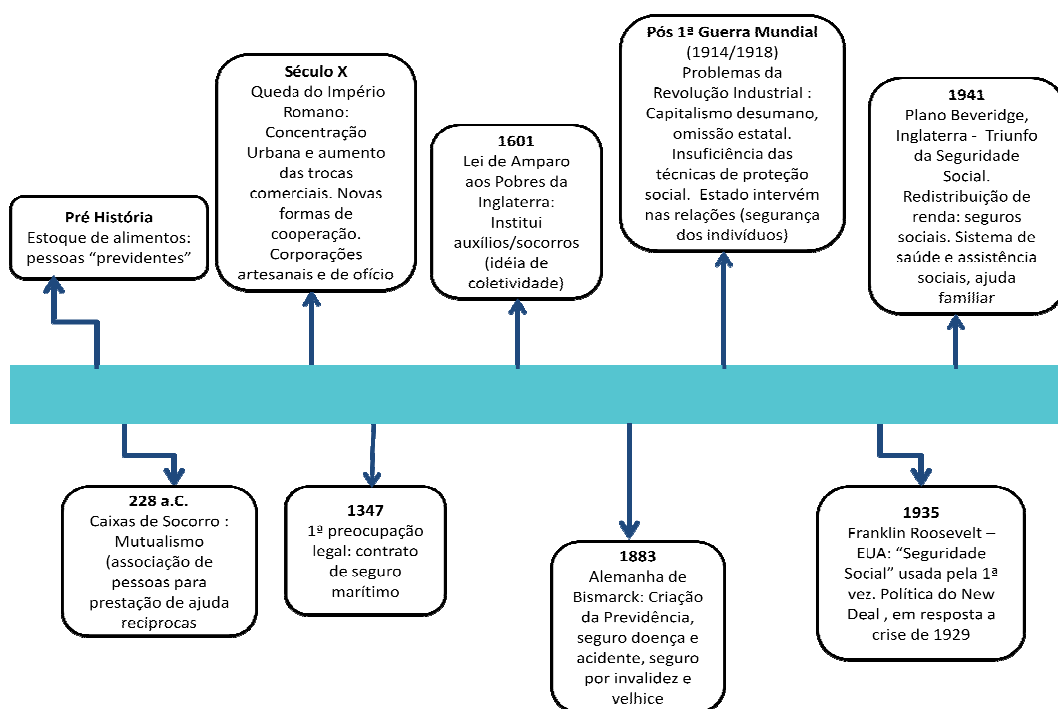 Pré História
Estoque de alimentos:
pessoas “previdentes”
Século X
Queda do Império
Romano:
Concentração
Urbana e aumento
das trocas
comerciais. Novas
formas de
cooperação.
Corporações
artesanais e de ofício
1601
Lei de Amparo
aos Pobres da
Inglaterra:
Institui
auxílios/socorros
(idéia de
coletividade)
Pós 1ª Guerra Mundial
(1914/1918)
Problemas da
Revolução Industrial :
Capitalismo desumano,
omissão estatal.
Insuficiência das
técnicas de proteção
social. Estado intervém
nas relações (segurança
dos indivíduos)
1941
Plano Beveridge,
Inglaterra - Triunfo
da Seguridade
Social.
Redistribuição de
renda: seguros
sociais. Sistema de
saúde e assistência
sociais, ajuda
familiar
228 a.C.
Caixas de Socorro :
Mutualismo
(associação de
pessoas para
prestação de ajuda
reciprocas
1347
1ª preocupação
legal: contrato
de seguro
marítimo
1883
Alemanha de
Bismarck: Criação
da Previdência,
seguro doença e
acidente, seguro
por invalidez e
velhice
1935
Franklin Roosevelt –
EUA: “Seguridade
Social” usada pela 1ª
vez. Política do New
Deal , em resposta a
crise de 1929